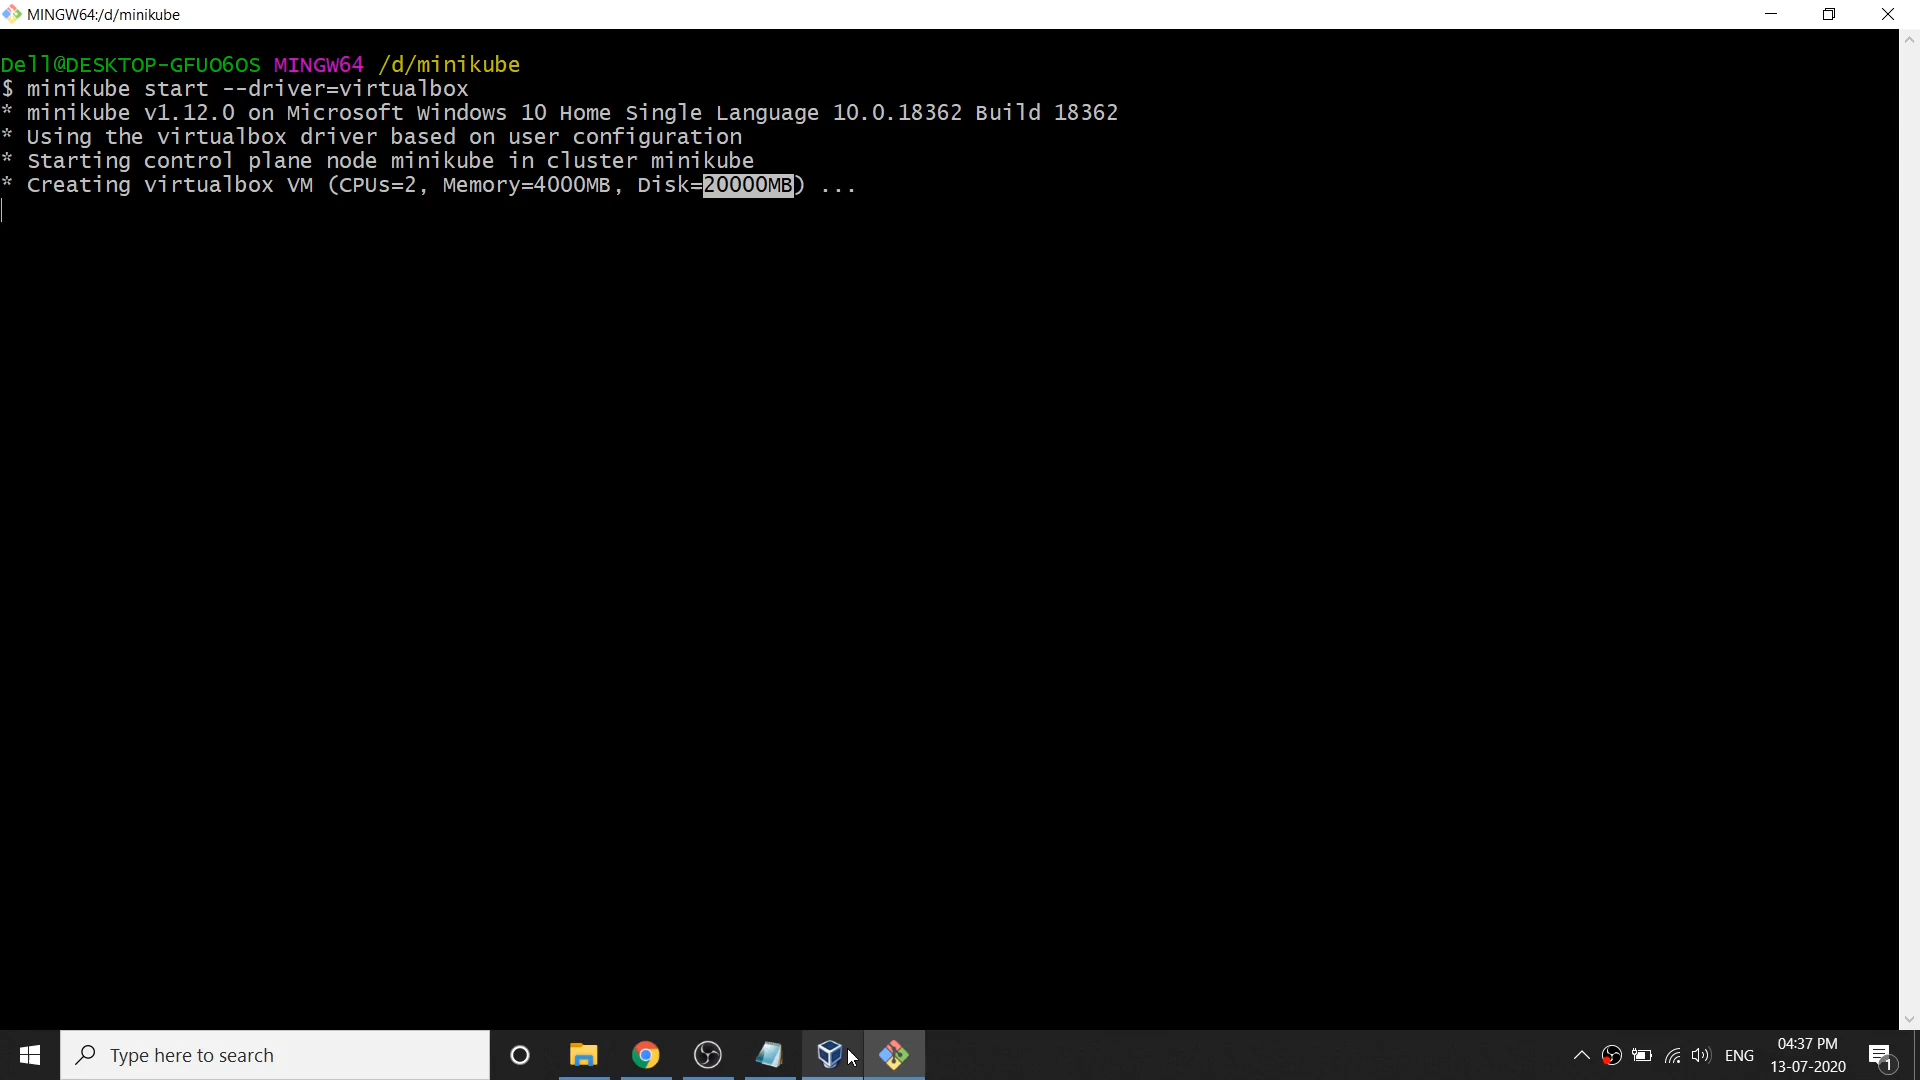 MINGW64:/d/minikube
Dell@DESKTOP-GFUO6OS MINGW64 /d/minikube
$ minikube start --driver=virtualbox
* minikube v1.12.0 on Microsoft Windows 10 Home Single Language 10.0.18362 Build 18362
* Using the virtualbox driver based on user configuration
* Starting control plane node minikube in cluster minikube
* Creating virtualbox VM (CPUs=2, Memory=4000MB, Disk=20000MB) ...
Type here to search
ENG
04:37 PM
13-07-2020
1